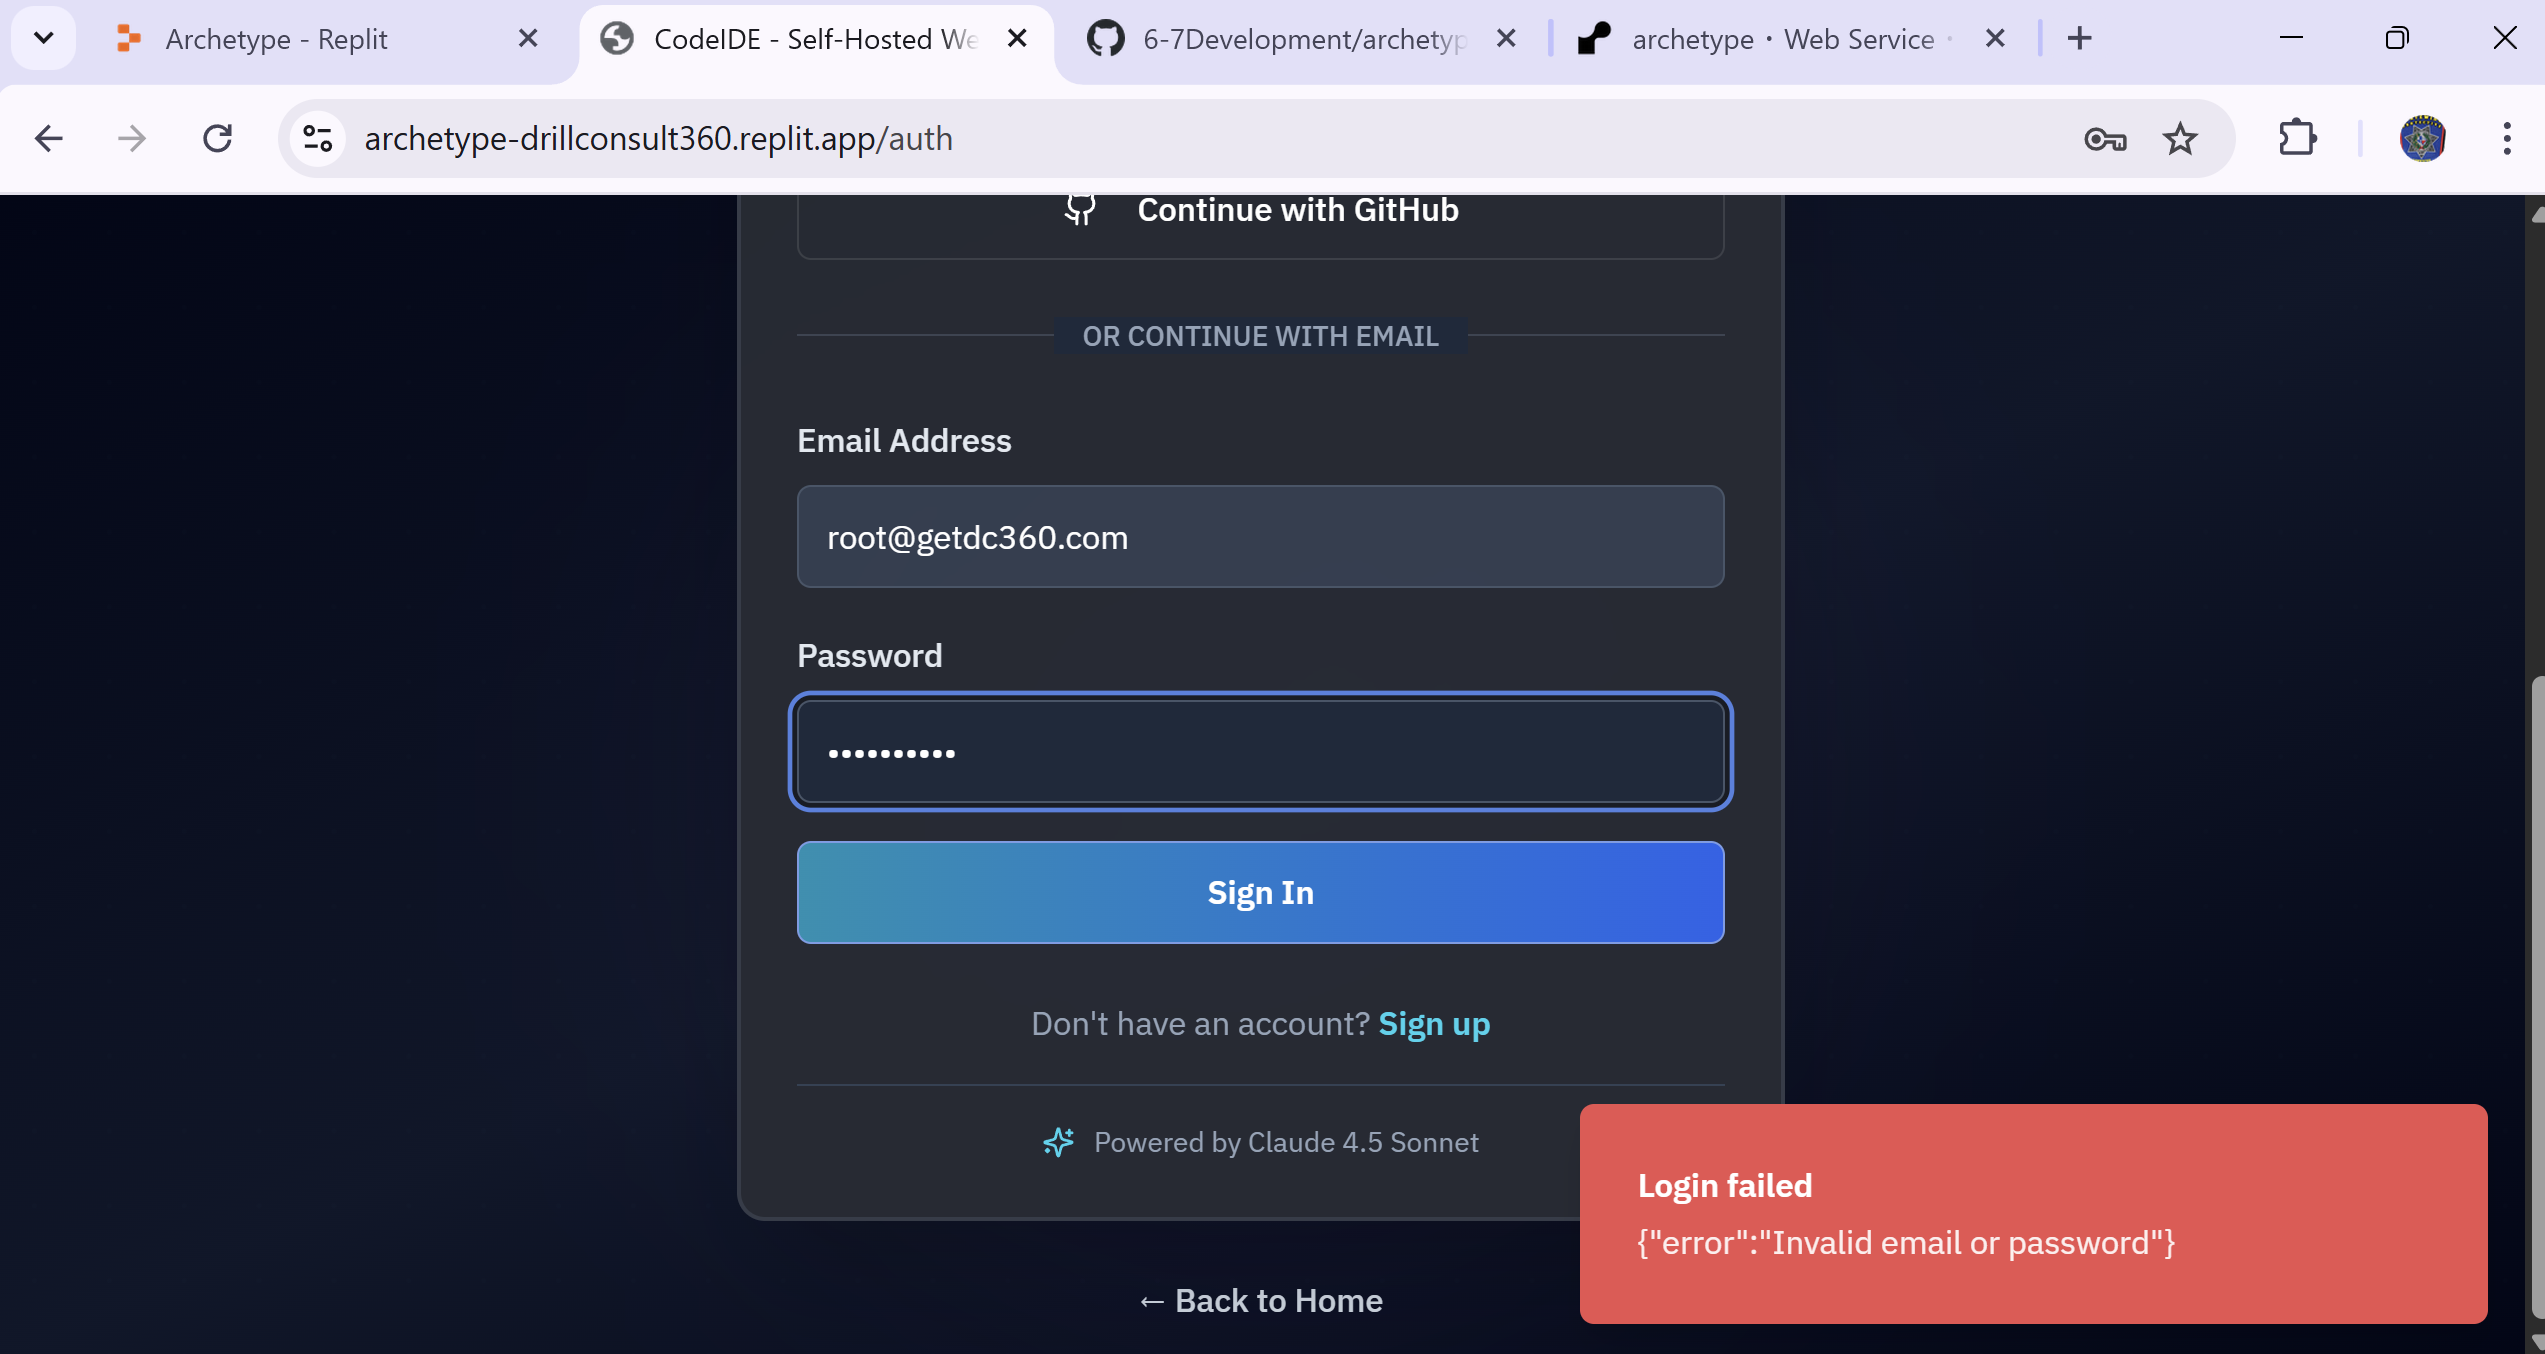 Archetype - Replit
CodeIDE - Self-Hosted We
6-7Development/archetyp
archetype • Web Service •
archetype-drillconsult360.replit.app/auth
Continue with GitHub
OR CONTINUE WITH EMAIL
Email Address
root@getdc360.com
Password
••••••••••
Sign In
Don't have an account? Sign up
Powered by Claude 4.5 Sonnet
Login failed
{"error":"Invalid email or password"}
← Back to Home